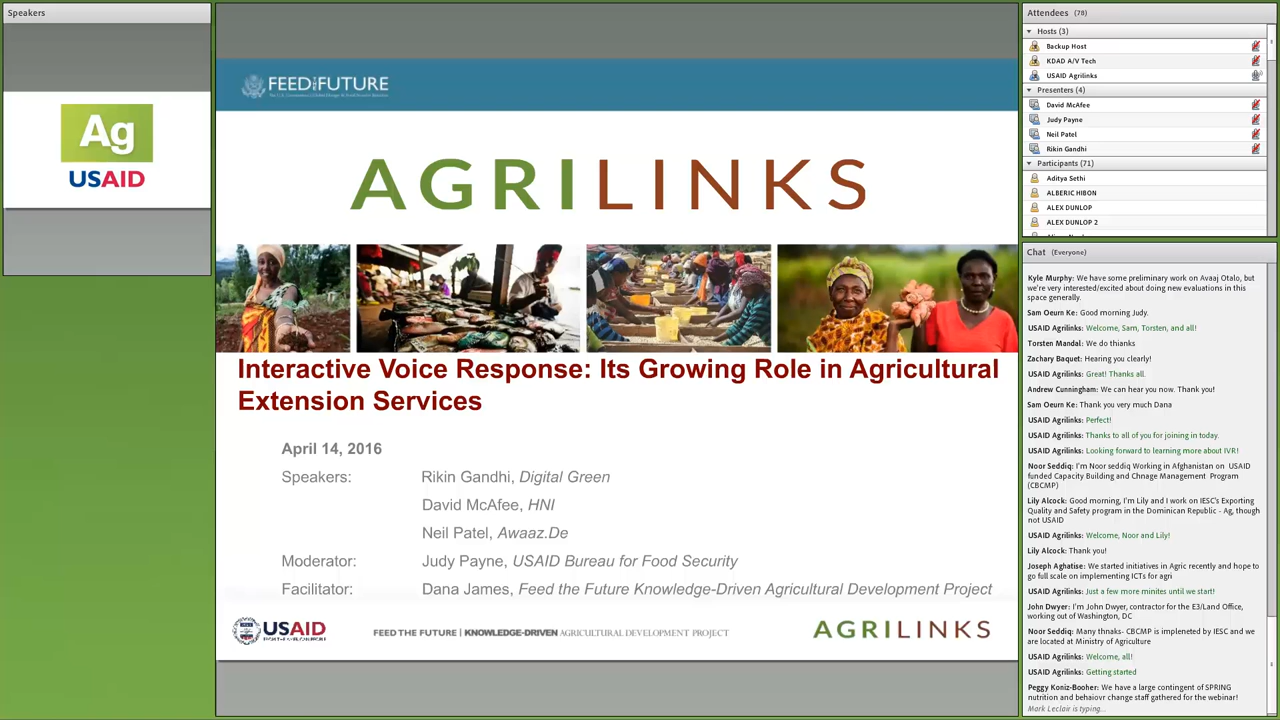 Speakers
Ag
USAID
FEED THE FUTURE
AGRILINKS
Interactive Voice Response: Its Growing Role in Agricultural
Extension Services
April 14, 2016
Speakers: Rikin Gandhi, Digital Green
David McAfee, HNI
Neil Patel, Awaaz.De
Moderator: Judy Payne, USAID Bureau for Food Security
Facilitator: Dana James, Feed the Future Knowledge-Driven Agricultural Development Project
USAID
FEED THE FUTURE | KNOWLEDGE-DRIVEN AGRICULTURAL DEVELOPMENT PROJECT
AGRILINKS
Attendees (78)
Hosts (3)
Backup Host
KDAD A/V Tech
USAID Agrilinks
Presenters (4)
David McAfee
Judy Payne
Neil Patel
Rikin Gandhi
Participants (71)
Aditya Sethi
ALBERIC HIBON
ALEX DUNLOP
ALEX DUNLOP 2
Chat (Everyone)
Kyle Murphy: We have some preliminary work on Avaaj Otalo, but
we're very interested/excited about doing new evaluations in this
space generally.
Sam Oeurn Ke: Good morning Judy.
USAID Agrilinks: Welcome, Sam, Torsten, and all!
Torsten Mandal: We do thanks
Zachary Baquet: Hearing you clearly!
USAID Agrilinks: Great! Thanks all.
Andrew Cunningham: We can hear you now. Thank you!
Sam Oeurn Ke: Thank you very much Dana
USAID Agrilinks: Perfect!
USAID Agrilinks: Thanks to all of you for joining in today.
USAID Agrilinks: Looking forward to learning more about IVR!
Noor Seddiq: I'm Noor seddiq Working in Afghanistan on USAID
funded Capacity Building and Chnage Management Program
(CBCMP)
Lily Alcock: Good morning, I'm Lily and I work on IESC's Exporting
Quality and Safety program in the Dominican Republic - Ag, though
not USAID
USAID Agrilinks: Welcome, Noor and Lily!
Lily Alcock: Thank you!
Joseph Aghatise: We started initiatives in Agric recently and hope to
go full scale on implementing ICTs for agri
USAID Agrilinks: Just a few more minites until we start!
John Dwyer: I'm John Dwyer, contractor for the E3/Land Office,
working out of Washington, DC
Noor Seddiq: Many thnaks- CBCMP is impleneted by IESC and we
are located at Ministry of Agriculture
USAID Agrilinks: Welcome, all!
USAID Agrilinks: Getting started
Peggy Koniz-Booher: We have a large contingent of SPRING
nutrition and behaiovr change staff gathered for the webinar!
Mark Leclair is typing...